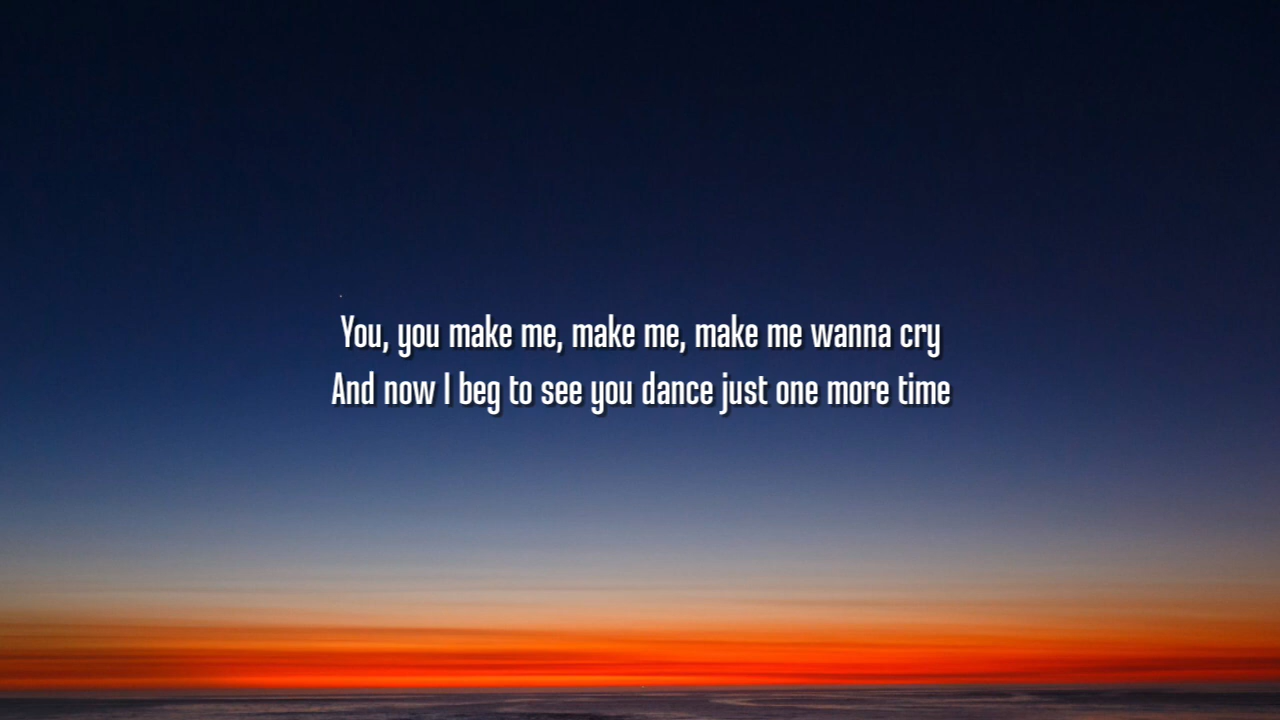 You, you make me, make me, make me wanna cry
And now I beg to see you dance just one more time